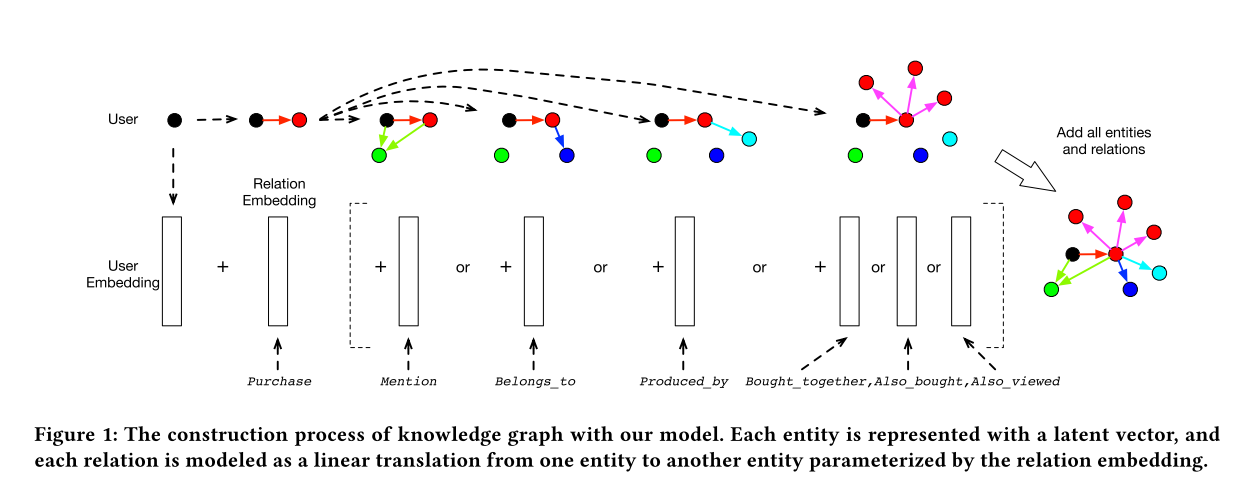 User
Add all entities
and relations
Relation
Embedding
User
Embedding
+
+
or
+
or
+
or
+
or
or
Purchase
Mention
Belongs_to
Produced_by
Bought_together,Also_bought,Also_viewed
Figure 1: The construction process of knowledge graph with our model. Each entity is represented with a latent vector, and
each relation is modeled as a linear translation from one entity to another entity parameterized by the relation embedding.